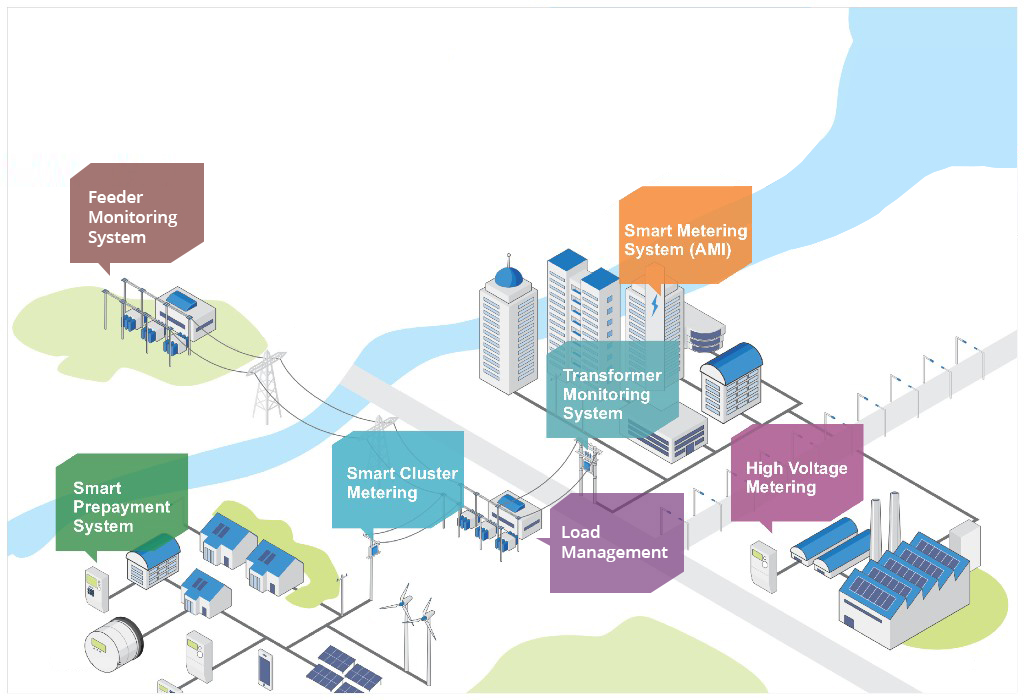 Feeder
Monitoring
System
Smart Metering
System (AMI)
Transformer
Monitoring
System
High Voltage
Metering
Smart Cluster
Metering
Smart
Prepayment
System
Load
Management